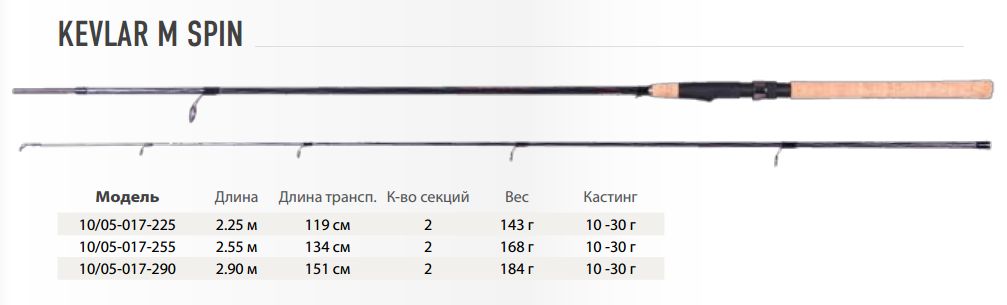 KEVLAR M SPIN
Модель Длина Длина трансп. К-во секций Вес Кастинг
10/05-017-225 2.25 м 119 см 2 143 г 10 -30 г
10/05-017-255 2.55 м 134 см 2 168 г 10 -30 г
10/05-017-290 2.90 м 151 см 2 184 г 10 -30 г